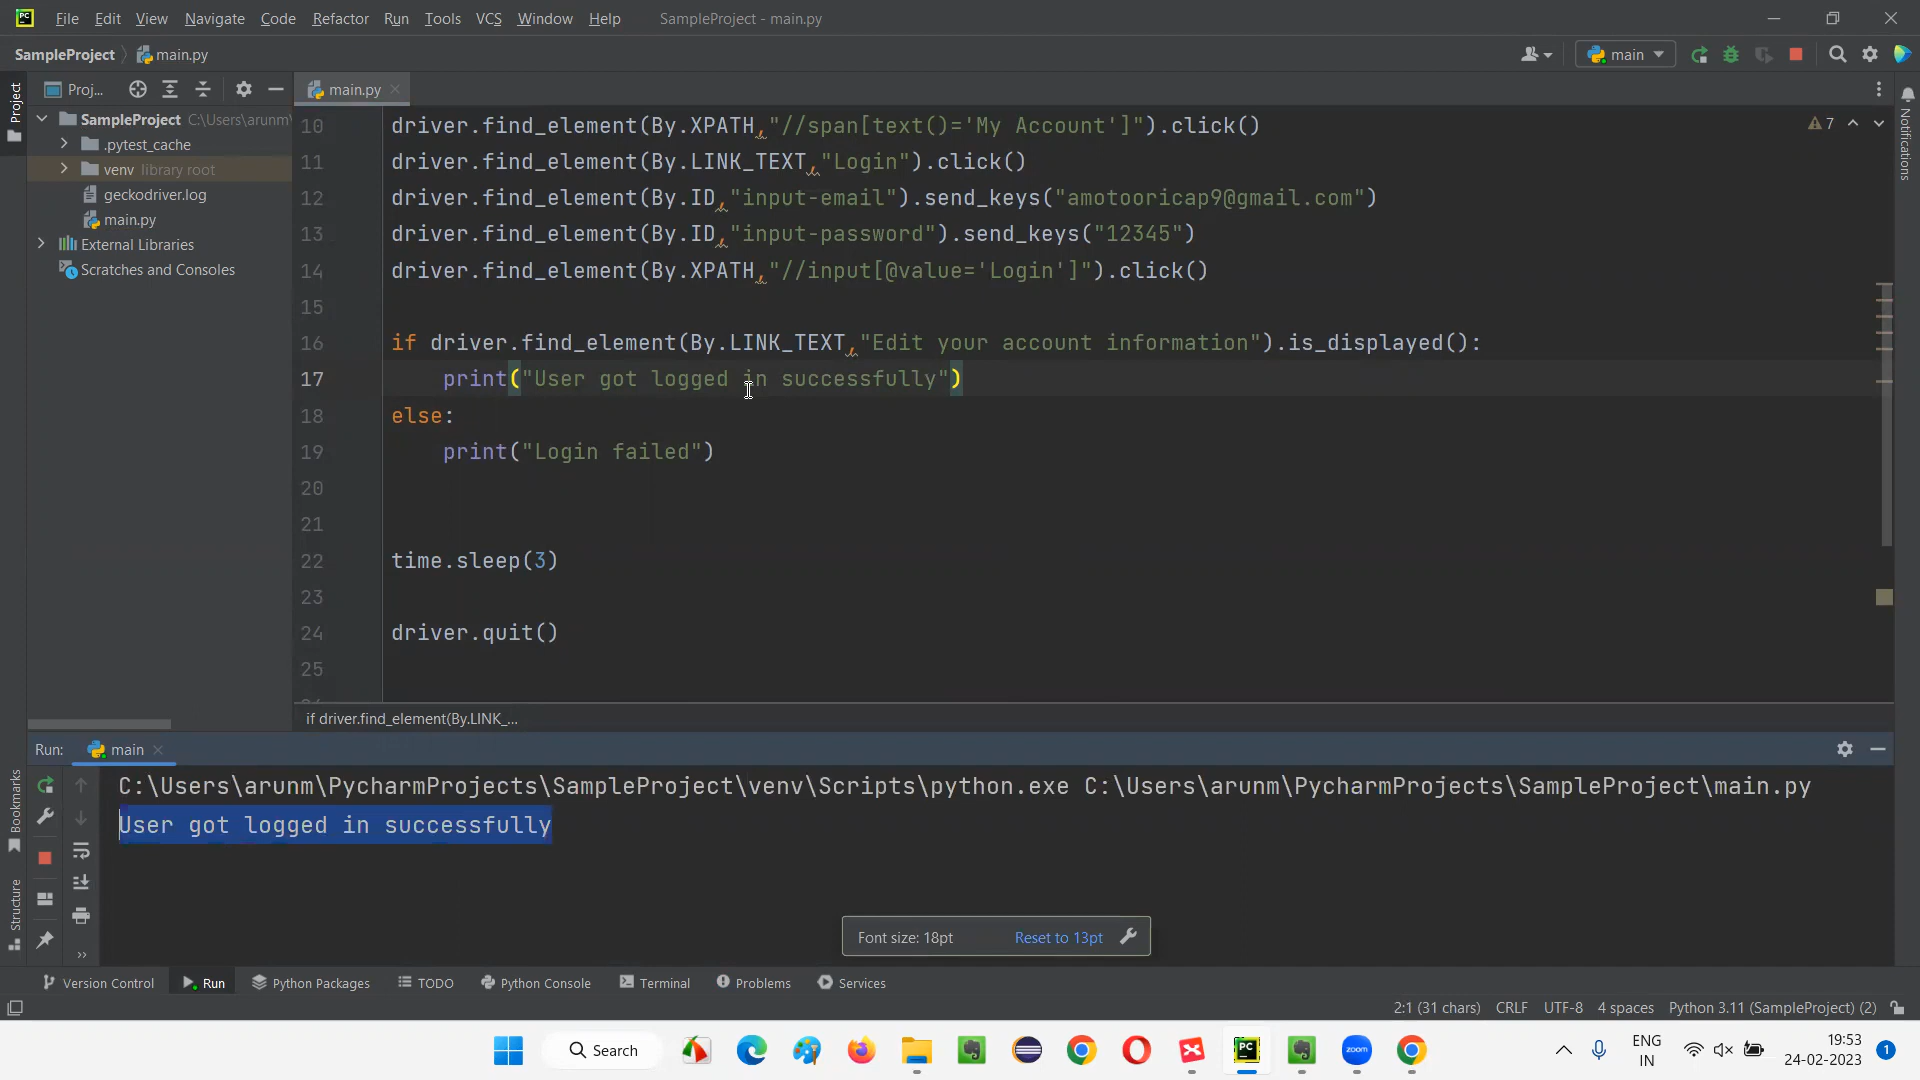 File Edit View Navigate Code Refactor Run Tools VCS Window Help SampleProject - main.py
SampleProject main.py main
Project Proj... main.py Notifications
SampleProject C:\Users\arunm\
.pytest_cache
venv library root
geckodriver.log
main.py
External Libraries
Scratches and Consoles
7
10 driver.find_element(By.XPATH,"//span[text()='My Account']").click()
11 driver.find_element(By.LINK_TEXT,"Login").click()
12 driver.find_element(By.ID,"input-email").send_keys("amotooricap9@gmail.com")
13 driver.find_element(By.ID,"input-password").send_keys("12345")
14 driver.find_element(By.XPATH,"//input[@value='Login']").click()
15
16 if driver.find_element(By.LINK_TEXT,"Edit your account information").is_displayed():
17 print("User got logged in successfully")
18 else:
19 print("Login failed")
20
21
22 time.sleep(3)
23
24 driver.quit()
25
if driver.find_element(By.LINK_...
Run: main
C:\Users\arunm\PycharmProjects\SampleProject\venv\Scripts\python.exe C:\Users\arunm\PycharmProjects\SampleProject\main.py
User got logged in successfully
Bookmarks
Structure
Font size: 18pt Reset to 13pt
Version Control Run Python Packages TODO Python Console Terminal Problems Services
2:1 (31 chars) CRLF UTF-8 4 spaces Python 3.11 (SampleProject) (2)
Search zoom ENG IN 19:53 24-02-2023 1